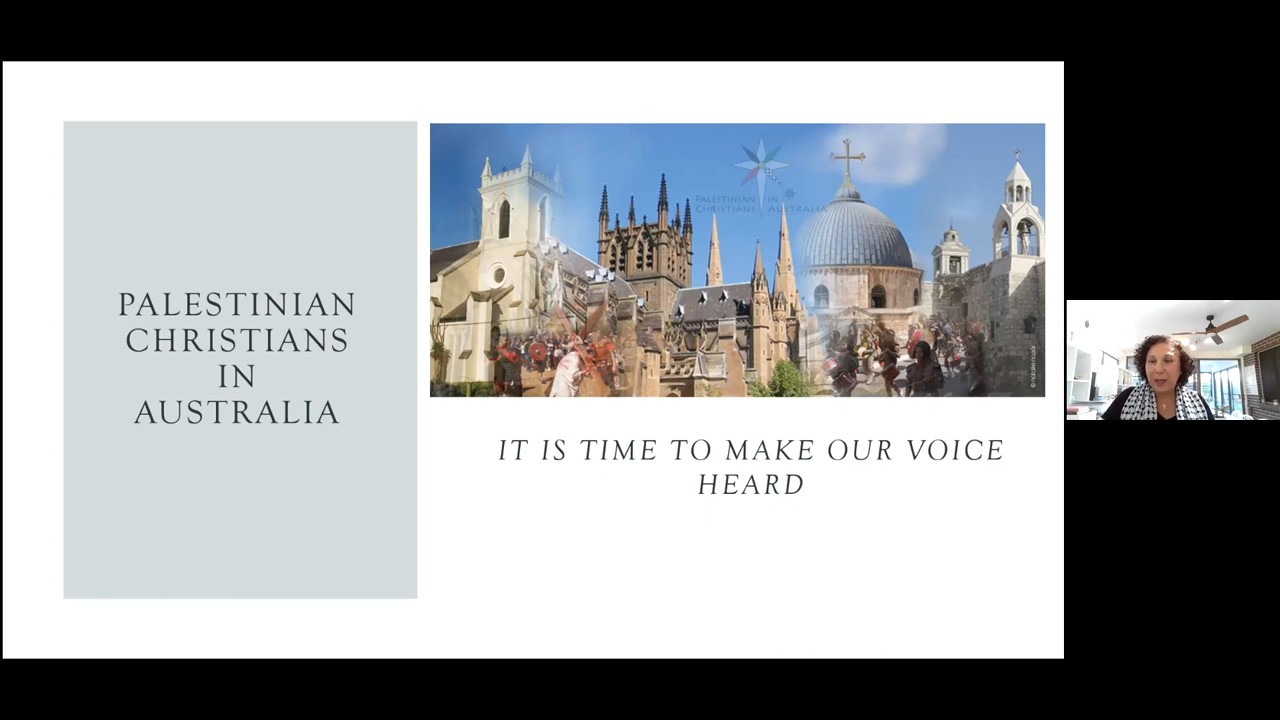 PALESTINIAN
CHRISTIANS
IN
AUSTRALIA
PALESTINIAN IN
CHRISTIANS AUSTRALIA
IT IS TIME TO MAKE OUR VOICE
HEARD